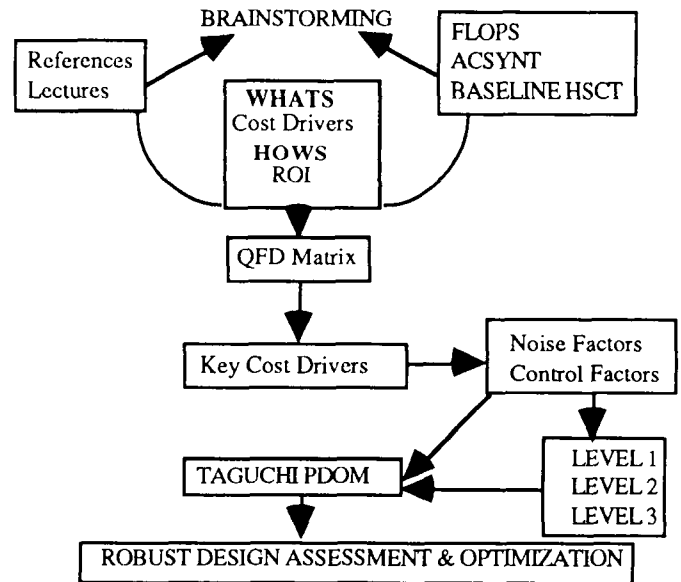 BRAINSTORMING
References
Lectures
FLOPS
ACSYNT
BASELINE HSCT
WHATS
Cost Drivers
HOWS
ROI
QFD Matrix
Key Cost Drivers
Noise Factors
Control Factors
TAGUCHI PDOM
LEVEL 1
LEVEL 2
LEVEL 3
ROBUST DESIGN ASSESSMENT & OPTIMIZATION